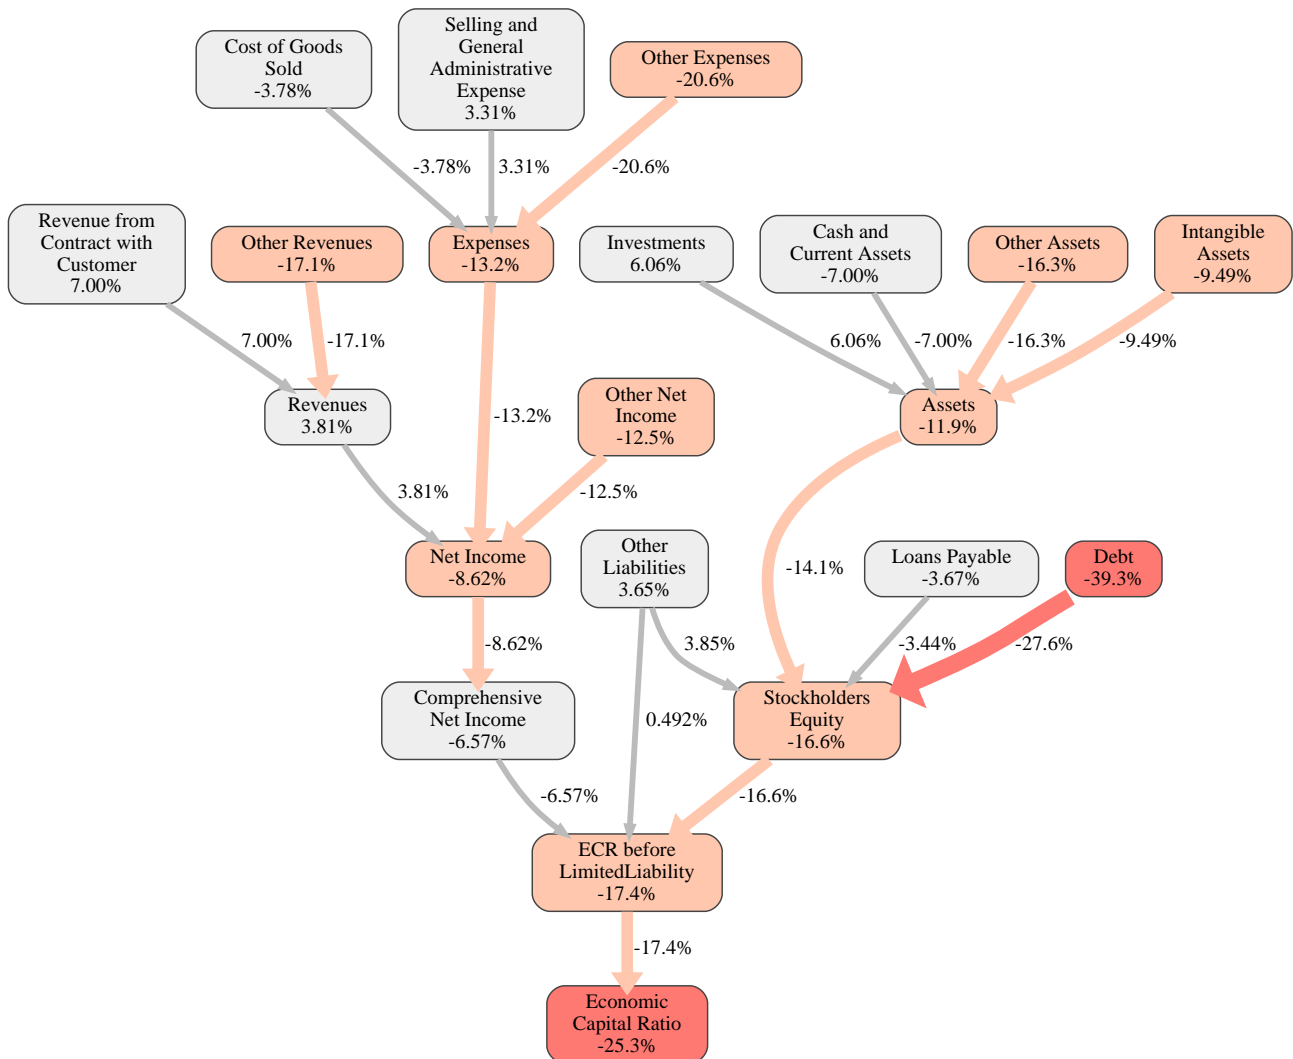 Cost of Goods
Sold
-3.78%
Selling and
General
Administrative
Expense
3.31%
Other Expenses
-20.6%
-3.78%
3.31%
-20.6%
Revenue from
Contract with
Customer
7.00%
Other Revenues
-17.1%
Expenses
-13.2%
Investments
6.06%
Cash and
Current Assets
-7.00%
Other Assets
-16.3%
Intangible
Assets
-9.49%
7.00%
-17.1%
6.06%
-7.00%
-16.3%
-9.49%
Revenues
3.81%
-13.2%
Other Net
Income
-12.5%
Assets
-11.9%
3.81%
-12.5%
Net Income
-8.62%
Other
Liabilities
3.65%
-14.1%
Loans Payable
-3.67%
Debt
-39.3%
-8.62%
3.85%
-3.44%
-27.6%
Comprehensive
Net Income
-6.57%
0.492%
Stockholders
Equity
-16.6%
-6.57%
-16.6%
ECR before
LimitedLiability
-17.4%
-17.4%
Economic
Capital Ratio
-25.3%